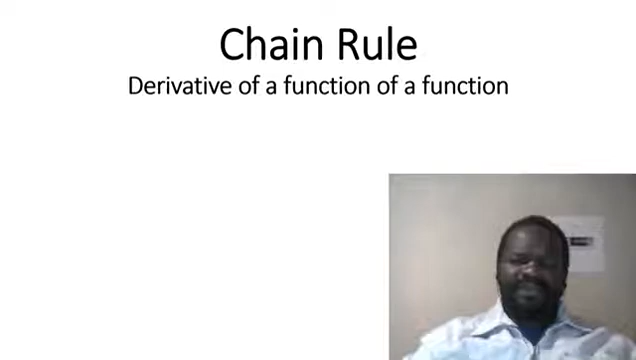 Chain Rule
Derivative of a function of a function